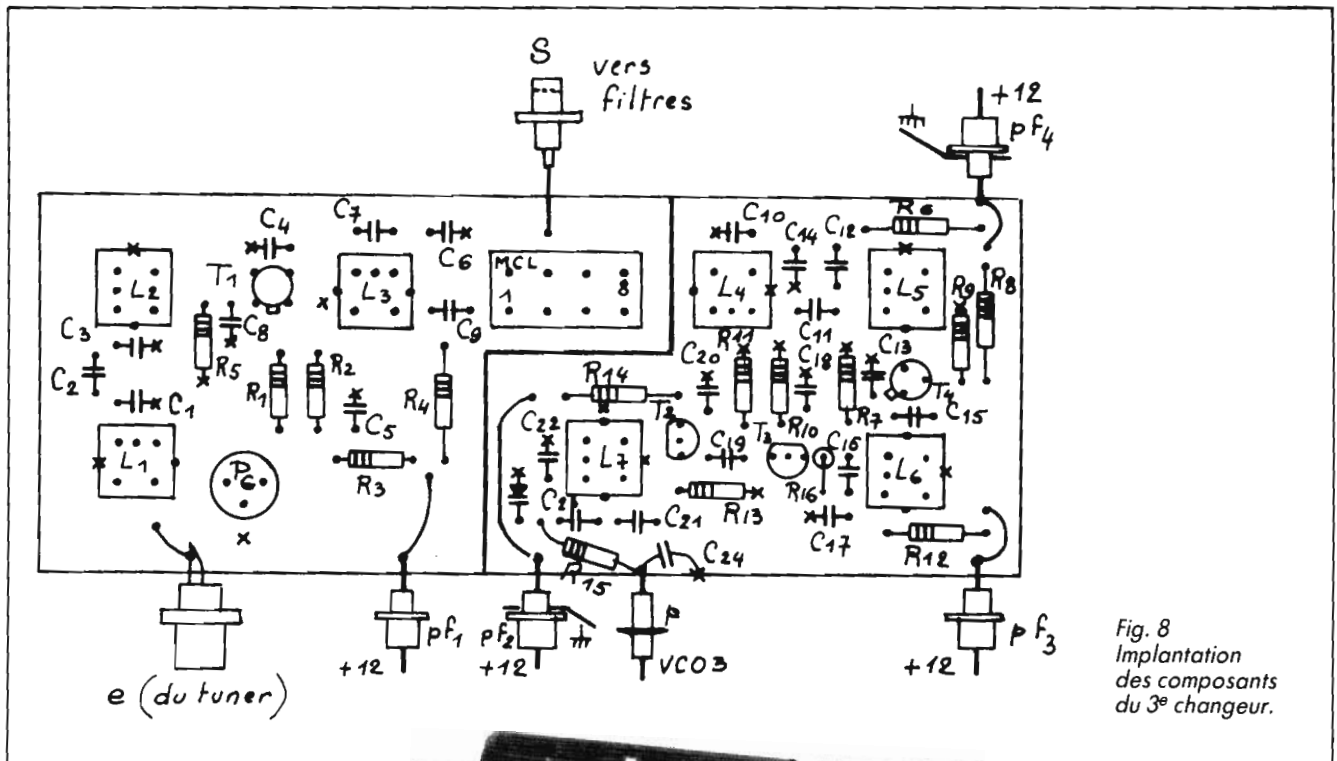 S
vers
filtres
+12
pf4
R6
C7
C4
C6
C10
C14
C12
T1
L2
L3
MCL
1
8
L4
L5
R9
R8
C3
C8
C9
C11
R11
C2
R5
C20
C18
C13
R1
R2
R14
C1
R4
C5
T2
R10
R7
T4
C15
C22
T3
L1
P6
L7
C19
C16
L6
R3
R16
R13
C21
C17
R12
R15
C24
pf1
pf2
p
pf3
+12
+12
VCO3
+12
e (du tuner)
Fig. 8
Implantation
des composants
du 3e changeur.